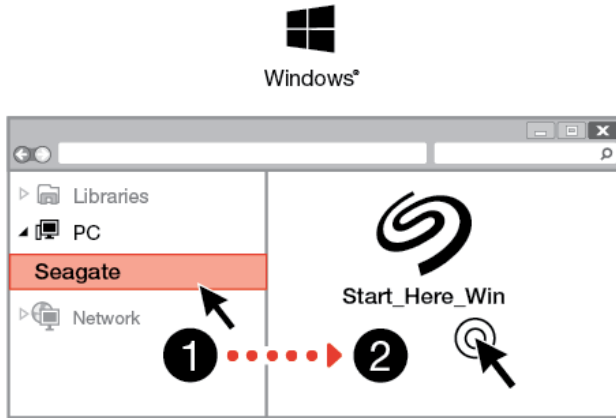 Windows®
Libraries
PC
Seagate
Start_Here_Win
Network
1 2